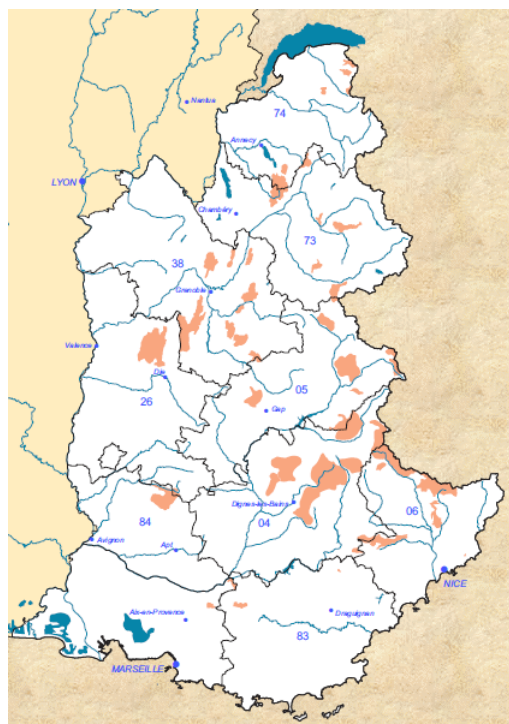 Nantua
74
Annecy
LYON
Chambéry
73
38
Grenoble
Valence
Die
05
26
Gap
Digne-les-Bains
84
04
06
Avignon
Apt
NICE
Aix-en-Provence
Draguignan
83
MARSEILLE